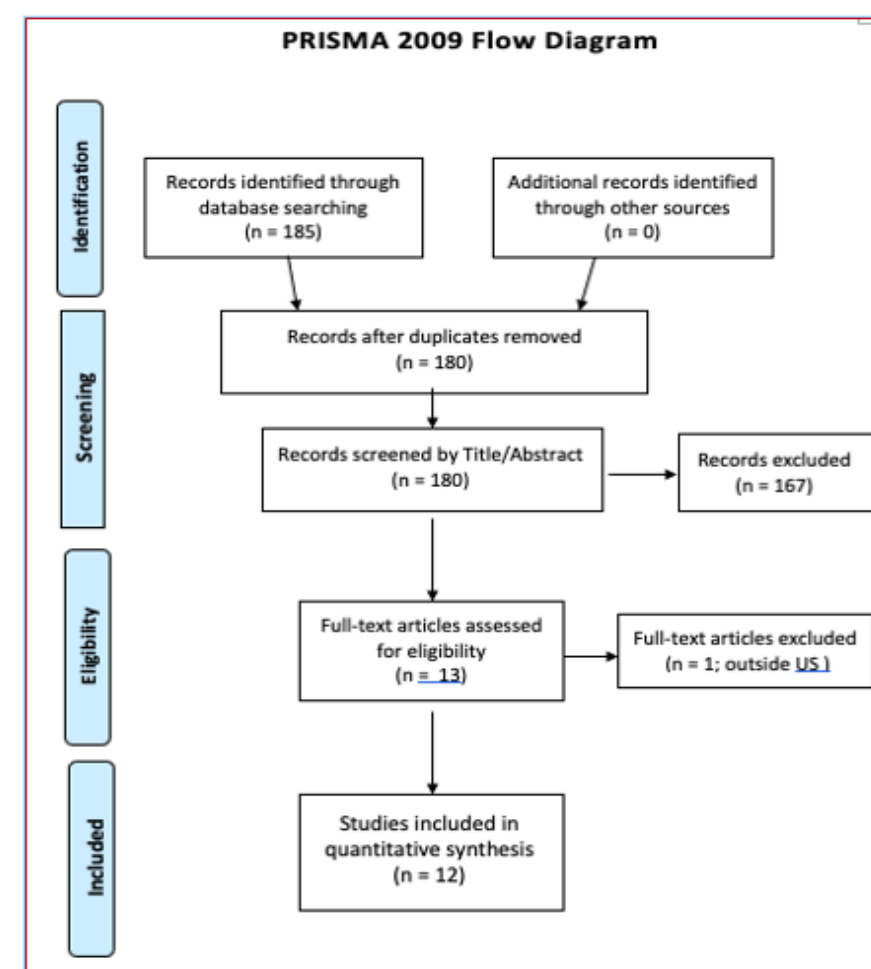 PRISMA 2009 Flow Diagram
Identification
Records identified through
database searching
(n = 185)
Additional records identified
through other sources
(n = 0)
Screening
Records after duplicates removed
(n = 180)
Records screened by Title/Abstract
(n = 180)
Records excluded
(n = 167)
Eligibility
Full-text articles assessed
for eligibility
(n = 13)
Full-text articles excluded
(n = 1; outside US )
Included
Studies included in
quantitative synthesis
(n = 12)